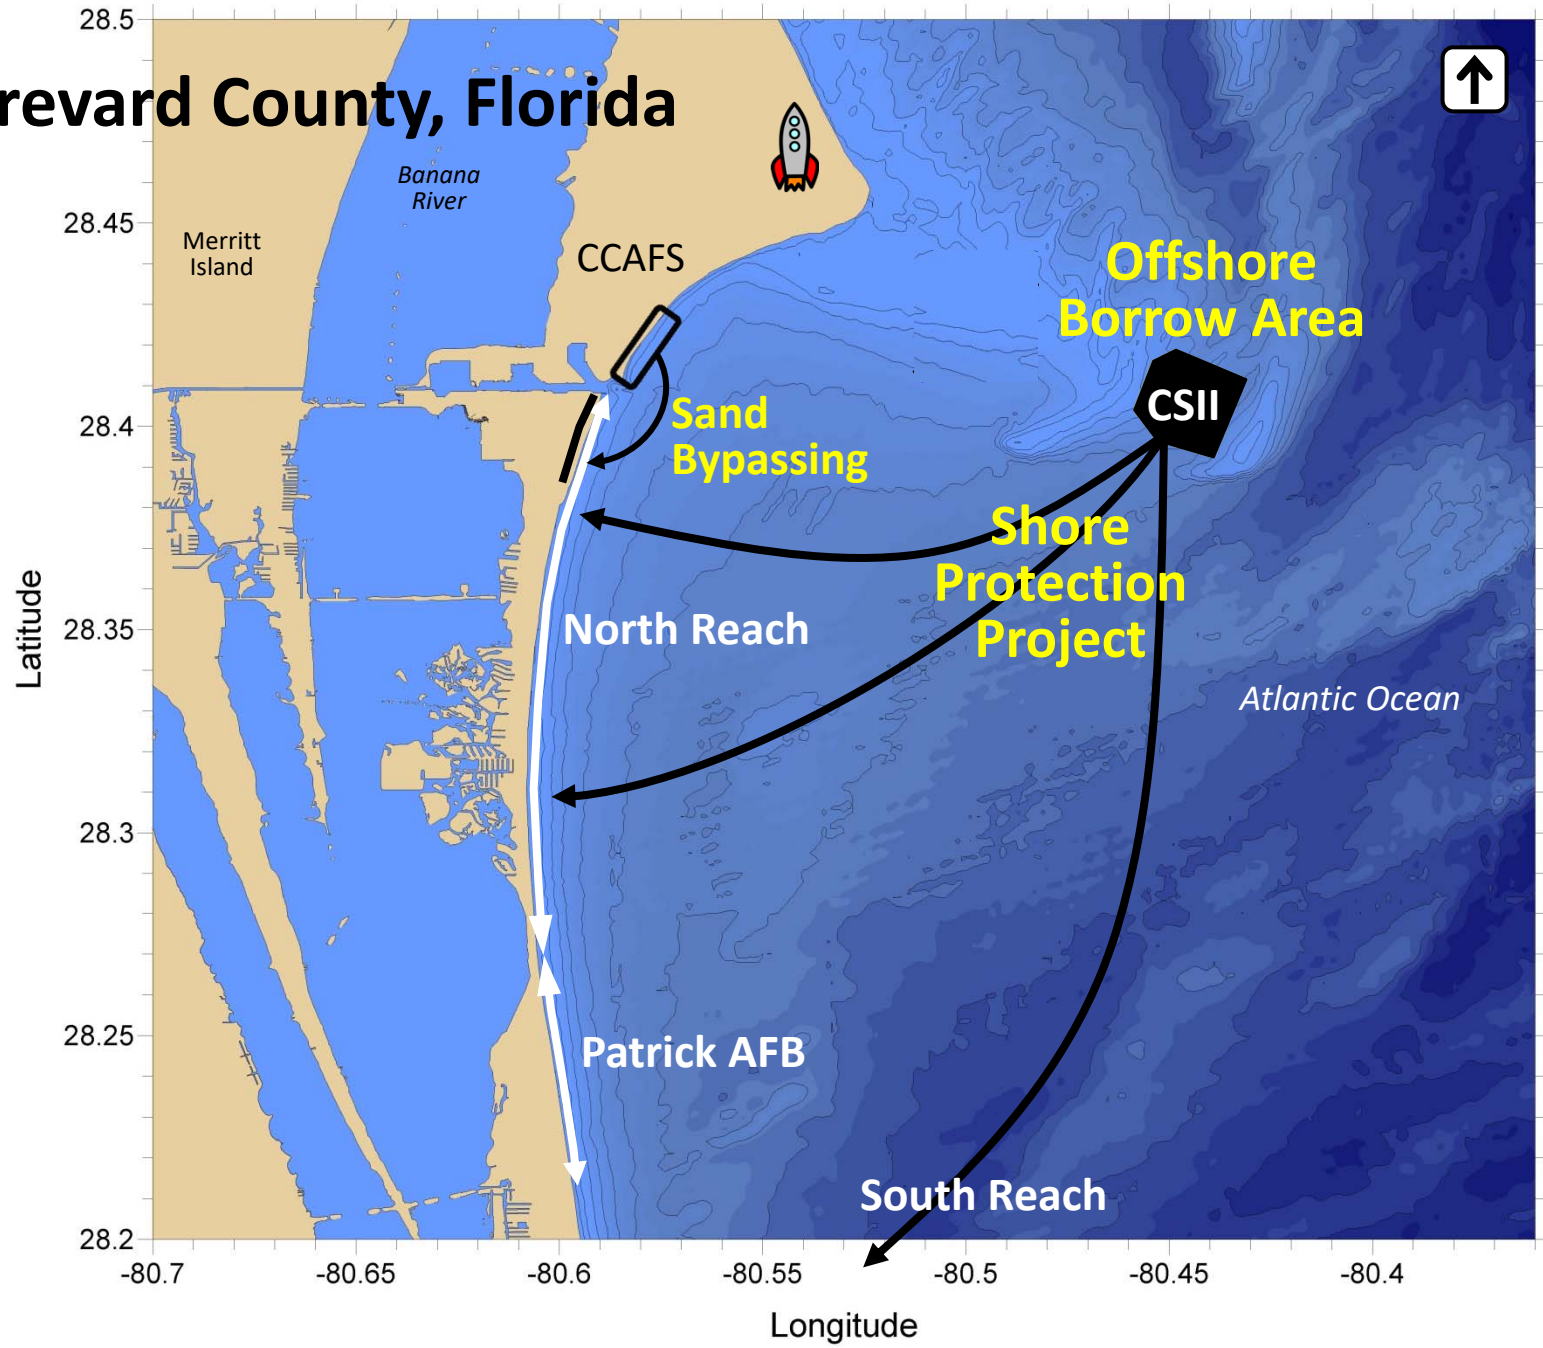 revard County, Florida
Banana
River
Merritt
Island
CCAFS
Offshore
Borrow Area
CSII
Sand
Bypassing
Shore
Protection
Project
North Reach
Atlantic Ocean
Patrick AFB
South Reach
Latitude
28.5
28.45
28.4
28.35
28.3
28.25
28.2
-80.7
-80.65
-80.6
-80.55
-80.5
-80.45
-80.4
Longitude